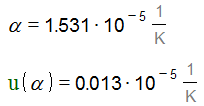 α = 1.531 · 10⁻⁵ 1/K
u(α) = 0.013 · 10⁻⁵ 1/K